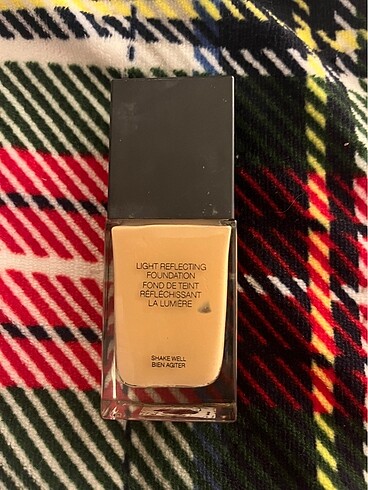 LIGHT REFLECTING
FOUNDATION
FOND DE TEINT
RÉFLÉCHISSANT
LA LUMIÈRE
SHAKE WELL
BIEN AGITER